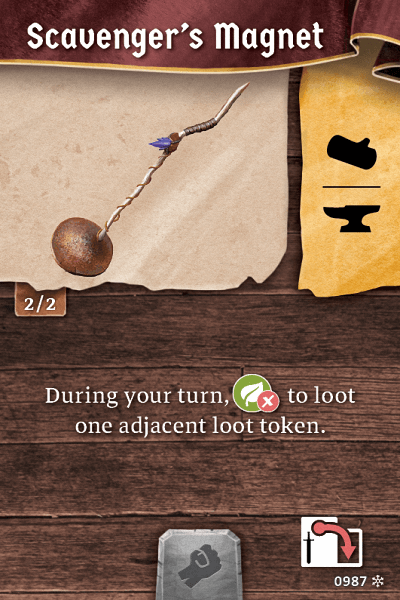 Scavenger's Magnet
2/2
During your turn, to loot
one adjacent loot token.
0987